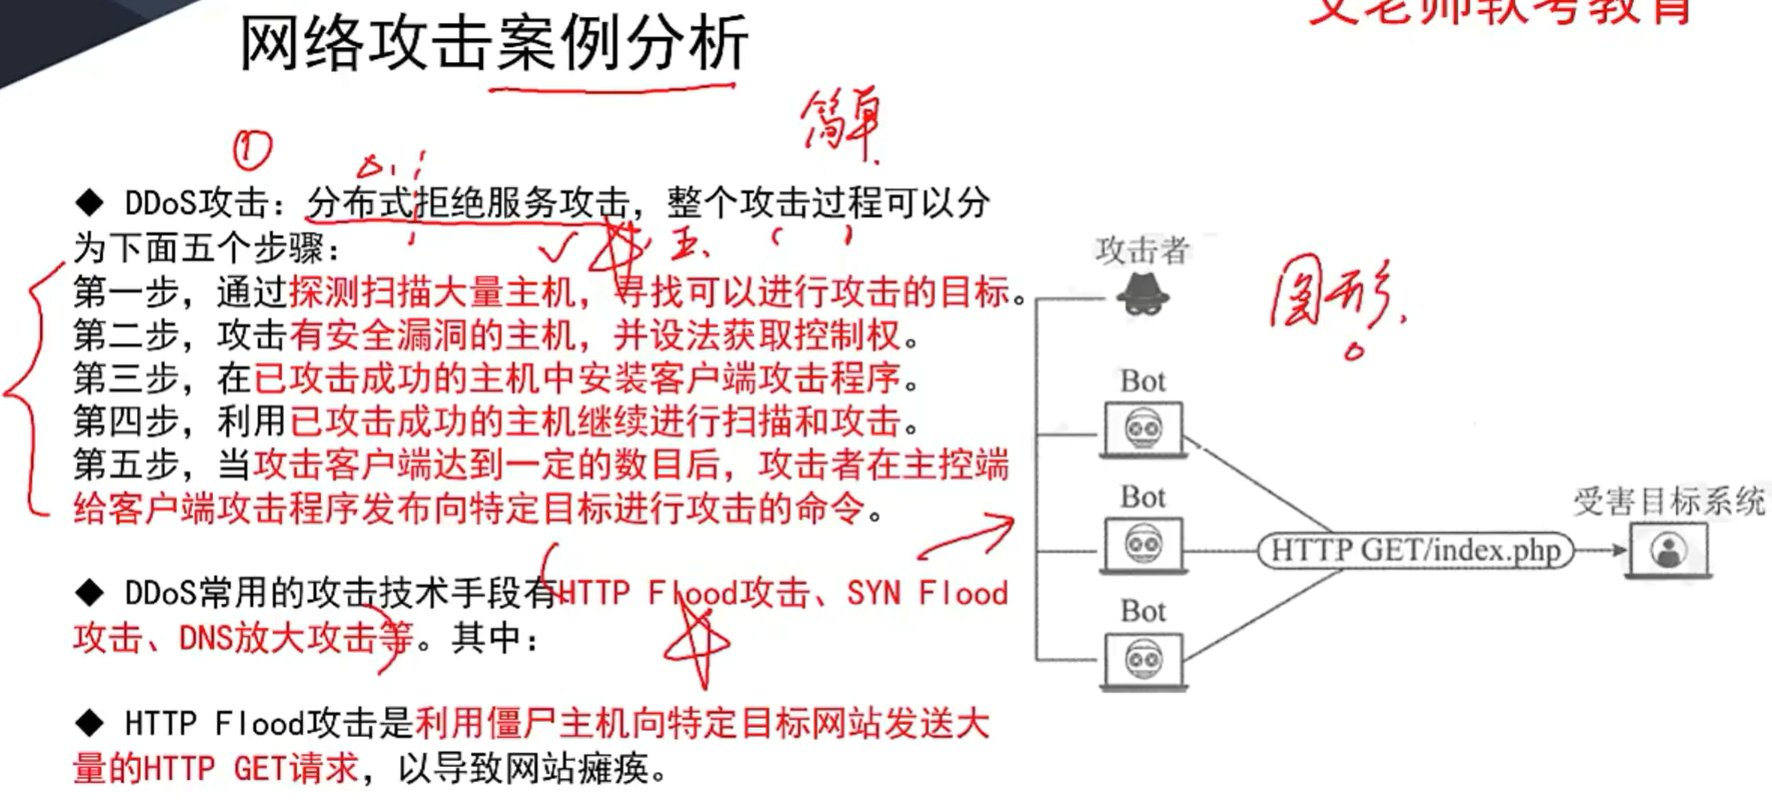 文老师软考教育
网络攻击案例分析
简单
①
◆ DDoS攻击：分布式拒绝服务攻击，整个攻击过程可以分
为下面五个步骤：
五、
第一步，通过探测扫描大量主机，寻找可以进行攻击的目标。
第二步，攻击有安全漏洞的主机，并设法获取控制权。
第三步，在已攻击成功的主机中安装客户端攻击程序。
第四步，利用已攻击成功的主机继续进行扫描和攻击。
第五步，当攻击客户端达到一定的数目后，攻击者在主控端
给客户端攻击程序发布向特定目标进行攻击的命令。
◆ DDoS常用的攻击技术手段有HTTP Flood攻击、SYN Flood
攻击、DNS放大攻击等。其中：
◆ HTTP Flood攻击是利用僵尸主机向特定目标网站发送大
量的HTTP GET请求，以导致网站瘫痪。
攻击者
图形
Bot
Bot
Bot
HTTP GET/index.php
受害目标系统